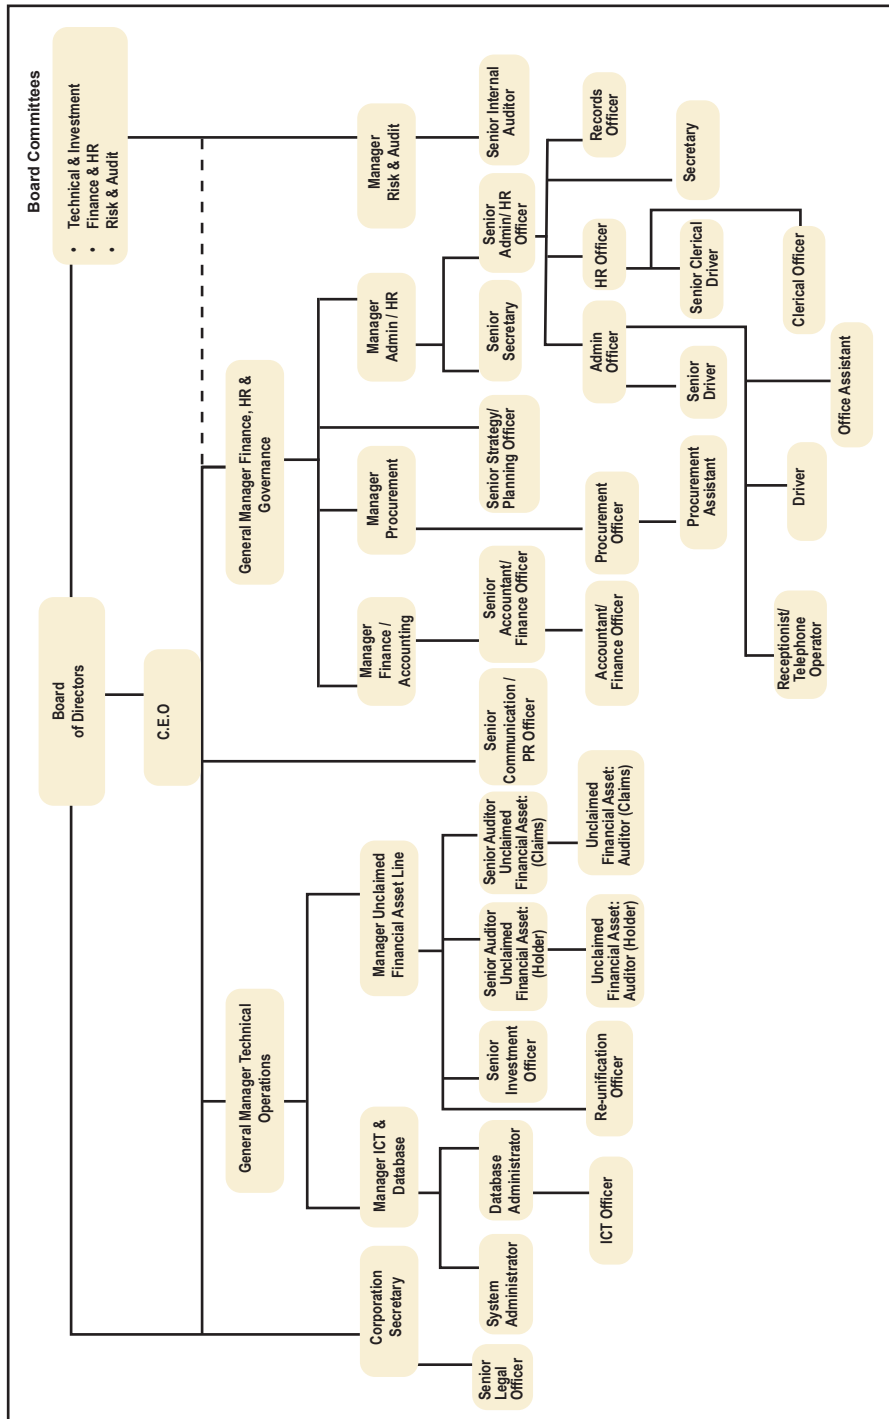 Board Committees
• Technical & Investment
• Finance & HR
• Risk & Audit
Board
of Directors
C.E.O
General Manager Technical
Operations
General Manager Finance, HR &
Governance
Corporation
Secretary
Manager ICT &
Database
Manager Unclaimed
Financial Asset Line
Manager
Finance /
Accounting
Manager
Procurement
Manager
Admin / HR
Manager
Risk & Audit
Senior
Legal
Officer
System
Administrator
Database
Administrator
Senior
Investment
Officer
Senior Auditor
Unclaimed
Financial Asset:
(Holder)
Senior Auditor
Unclaimed
Financial Asset:
(Claims)
Senior
Communication /
PR Officer
Senior
Accountant/
Finance Officer
Senior Strategy/
Planning Officer
Senior
Secretary
Senior
Admin/ HR
Officer
Senior Internal
Auditor
ICT Officer
Re-unification
Officer
Unclaimed
Financial Asset:
Auditor (Holder)
Unclaimed
Financial Asset:
Auditor (Claims)
Accountant/
Finance Officer
Procurement
Officer
Admin
Officer
HR Officer
Records
Officer
Procurement
Assistant
Senior
Driver
Senior Clerical
Driver
Secretary
Receptionist/
Telephone
Operator
Driver
Office Assistant
Clerical Officer